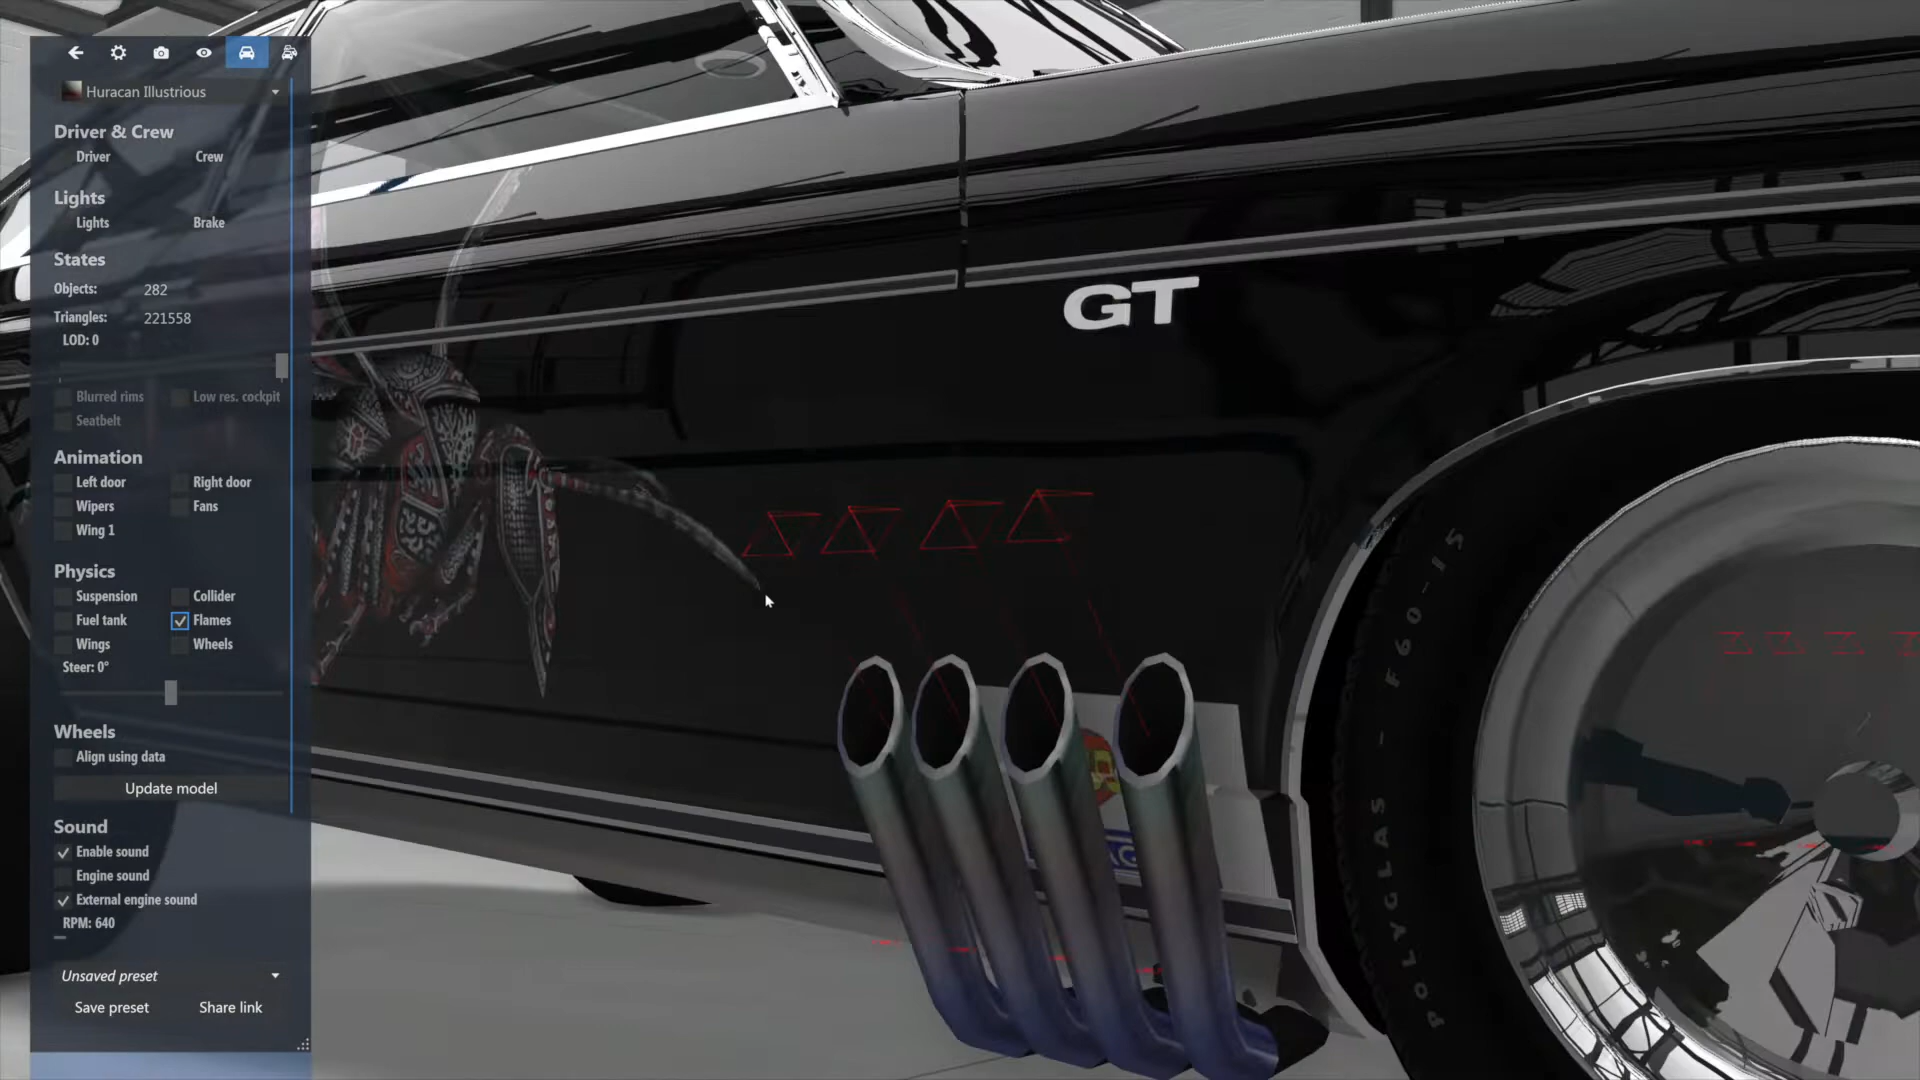 Huracan Illustrious
Driver & Crew
Driver Crew
Lights
Lights Brake
States
Objects: 282
Triangles: 221558
LOD: 0
Blurred rims Low res. cockpit
Seatbelt
Animation
Left door Right door
Wipers Fans
Wing 1
Physics
Suspension Collider
Fuel tank Flames
Wings Wheels
Steer: 0°
Wheels
Align using data
Update model
Sound
Enable sound
Engine sound
External engine sound
RPM: 640
Unsaved preset
Save preset Share link
GT
POLYGLAS - F60-15